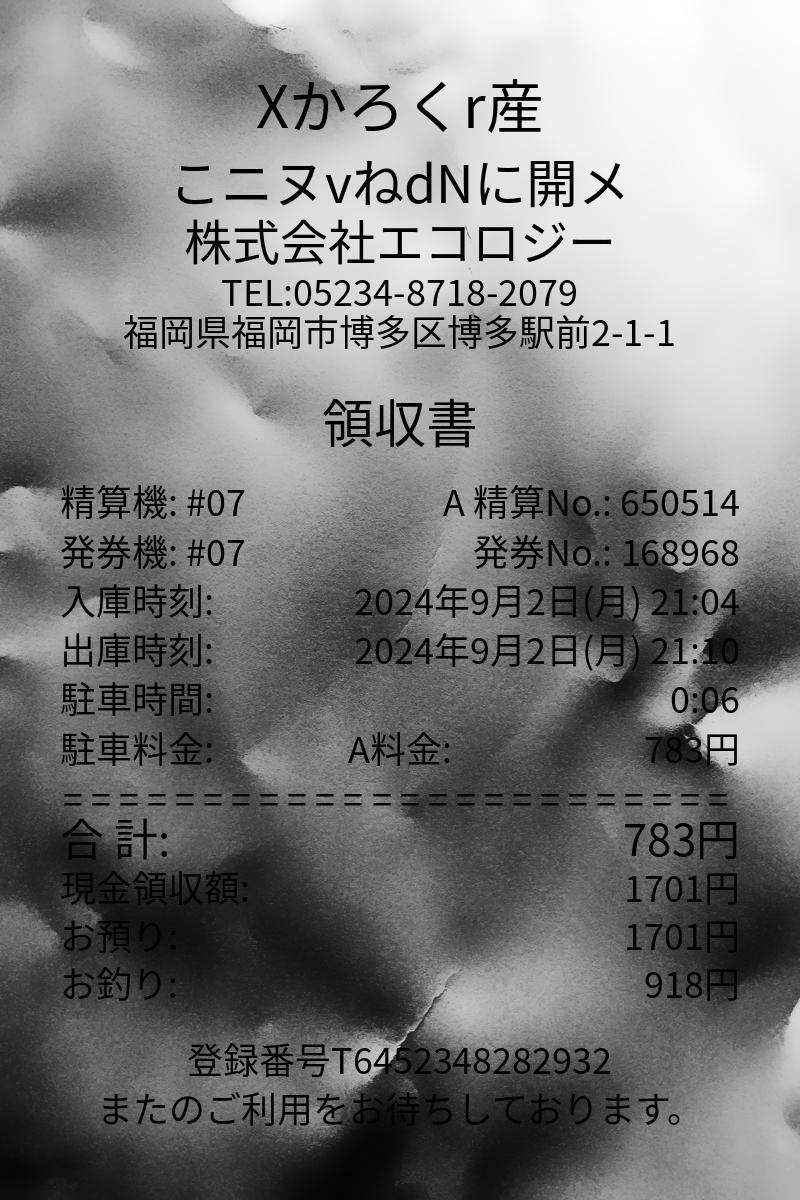 Xかろくr産
こニヌvねdNに開メ
株式会社エコロジー
TEL:05234-8718-2079
福岡県福岡市博多区博多駅前2-1-1
領収書
精算機: #07 A 精算No.: 650514
発券機: #07 発券No.: 168968
入庫時刻: 2024年9月2日(月) 21:04
出庫時刻: 2024年9月2日(月) 21:10
駐車時間: 0:06
駐車料金: A料金: 783円
========================
合 計: 783円
現金領収額: 1701円
お預り: 1701円
お釣り: 918円
登録番号T6452348282932
またのご利用をお待ちしております。